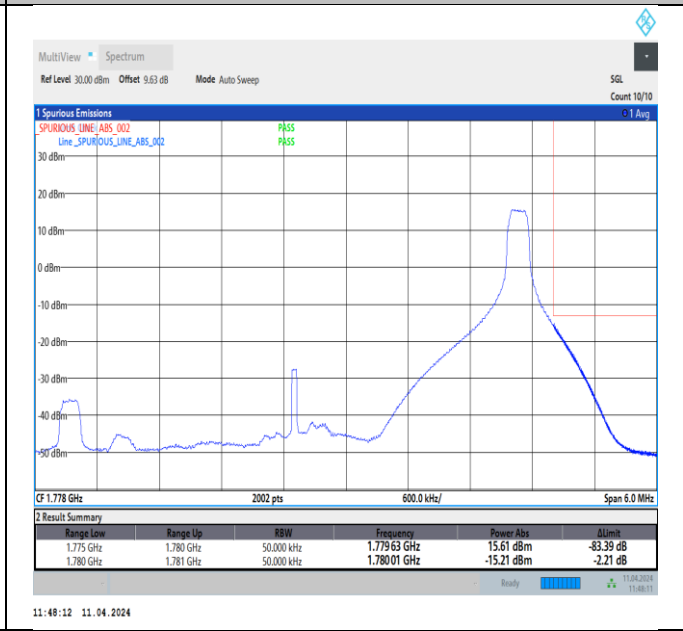 MultiView Spectrum
Ref Level 30.00 dBm Offset 9.63 dB Mode Auto Sweep SGL
Count 10/10
1 Spurious Emissions 1 Avg
_SPURIOUS_LINE_ABS_002 PASS
Line _SPURIOUS_LINE_ABS_002 PASS
30 dBm
20 dBm
10 dBm
0 dBm
-10 dBm
-20 dBm
-30 dBm
-40 dBm
-50 dBm
CF 1.778 GHz 2002 pts 600.0 kHz/ Span 6.0 MHz
2 Result Summary
Range Low Range Up RBW Frequency Power Abs ΔLimit
1.775 GHz 1.780 GHz 50.000 kHz 1.77963 GHz 15.61 dBm -83.39 dB
1.780 GHz 1.781 GHz 50.000 kHz 1.78001 GHz -15.21 dBm -2.21 dB
Ready 11.04.2024
11:48:11
11:48:12 11.04.2024